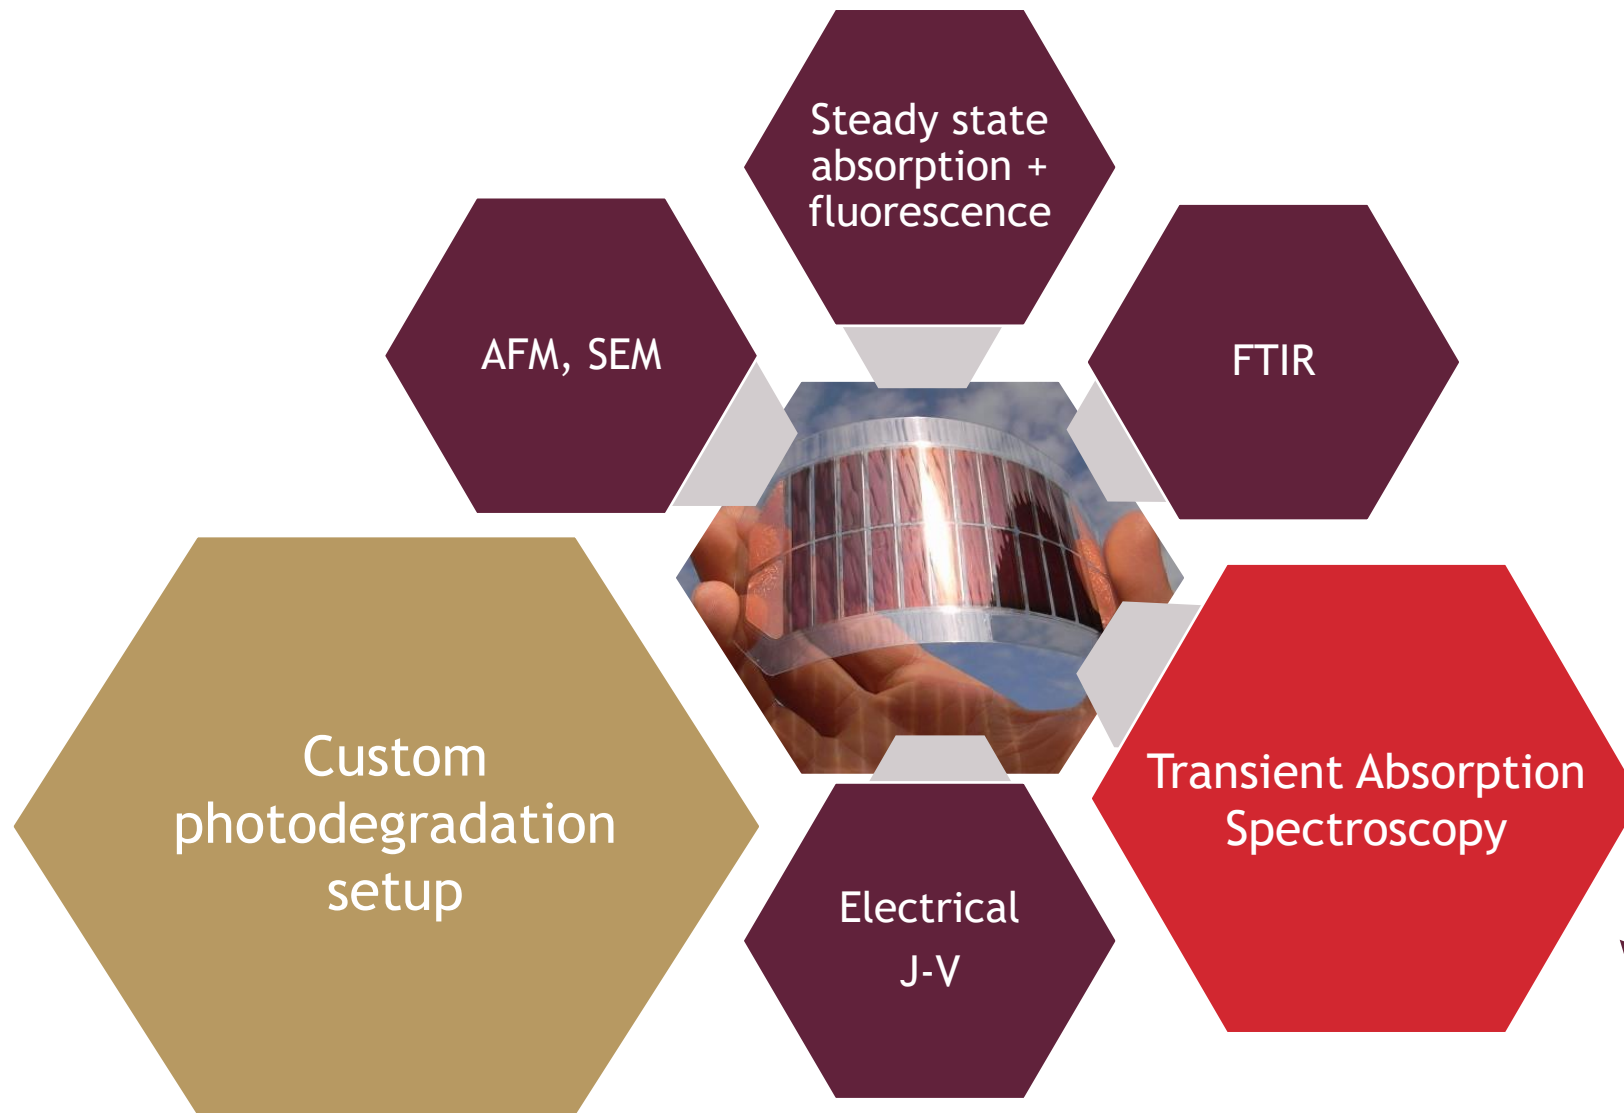 Steady state
absorption +
fluorescence
AFM, SEM
FTIR
Custom
photodegradation
setup
Transient Absorption
Spectroscopy
Electrical
J-V